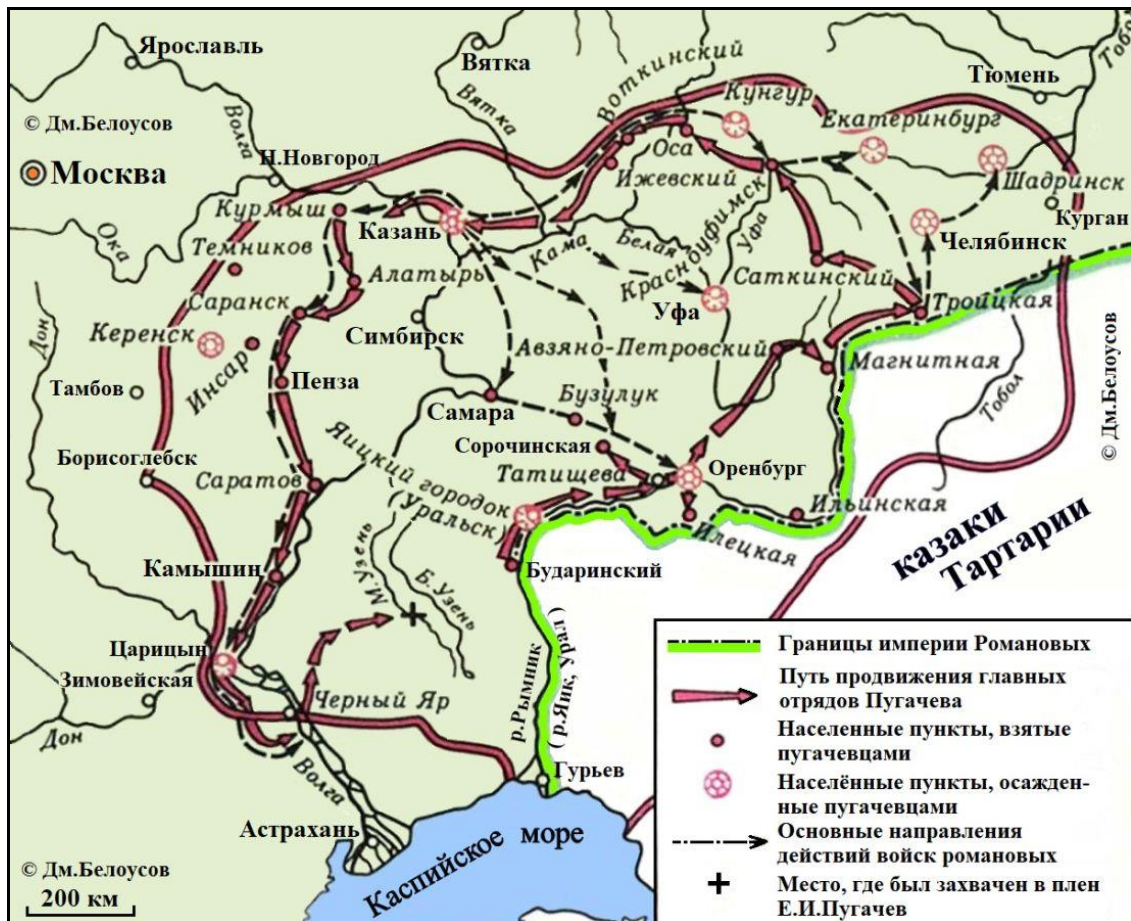 Ярославль
Вятка
Воткинский
Тобол
Тюмень
© Дм.Белоусов
Волга
Вятка
Кунгур
Екатеринбург
Москва
Н.Новгород
Оса
Ижевский
Шадринск
Курмыш
Казань
Курган
Ока
Темников
Кама
Белая
Красноуфимск
Уфа
Челябинск
Алатырь
Саткинский
Саранск
Уфа
Тройцкая
Дон
Керенск
Симбирск
Авзяно-Петровский
Магнитная
Инсар
Тамбов
Пенза
Самара
Бузулук
Тобол
© Дм.Белоусов
Борисоглебск
Сорочинская
Саратов
Яицкий городок
(Уральск)
Татищева
Оренбург
Ильинская
Илецкая
казаки
Тартарии
Камышин
М.Узень
Б.Узень
Бударинский
Царицын
Зимовейская
Черный Яр
р.Рымник
(р.Яик, Урал)
Дон
Волга
Гурьев
Астрахань
Каспийское море
© Дм.Белоусов
200 км
Границы империи Романовых
Путь продвижения главных
отрядов Пугачева
Населенные пункты, взятые
пугачевцами
Населённые пункты, осажден-
ные пугачевцами
Основные направления
действий войск романовых
Место, где был захвачен в плен
Е.И.Пугачев